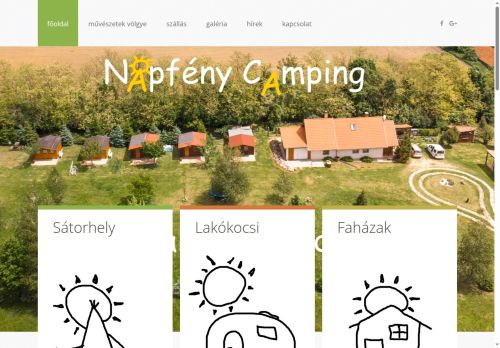 főoldal művészetek völgye szállás galéria hírek kapcsolat
Napfény Camping
Sátorhely
Lakókocsi
Faházak